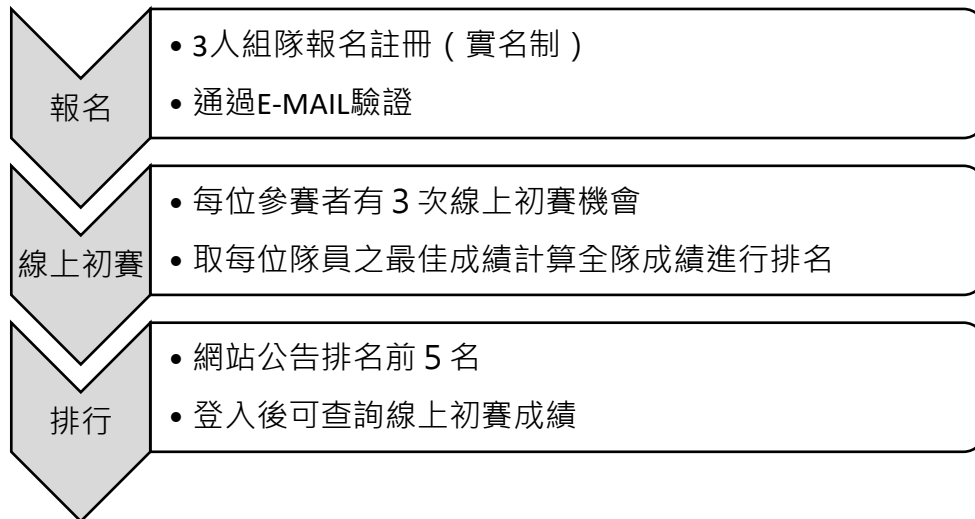 報名
• 3人組隊報名註冊（實名制）
• 通過E-MAIL驗證
線上初賽
• 每位參賽者有 3 次線上初賽機會
• 取每位隊員之最佳成績計算全隊成績進行排名
排行
• 網站公告排名前 5 名
• 登入後可查詢線上初賽成績